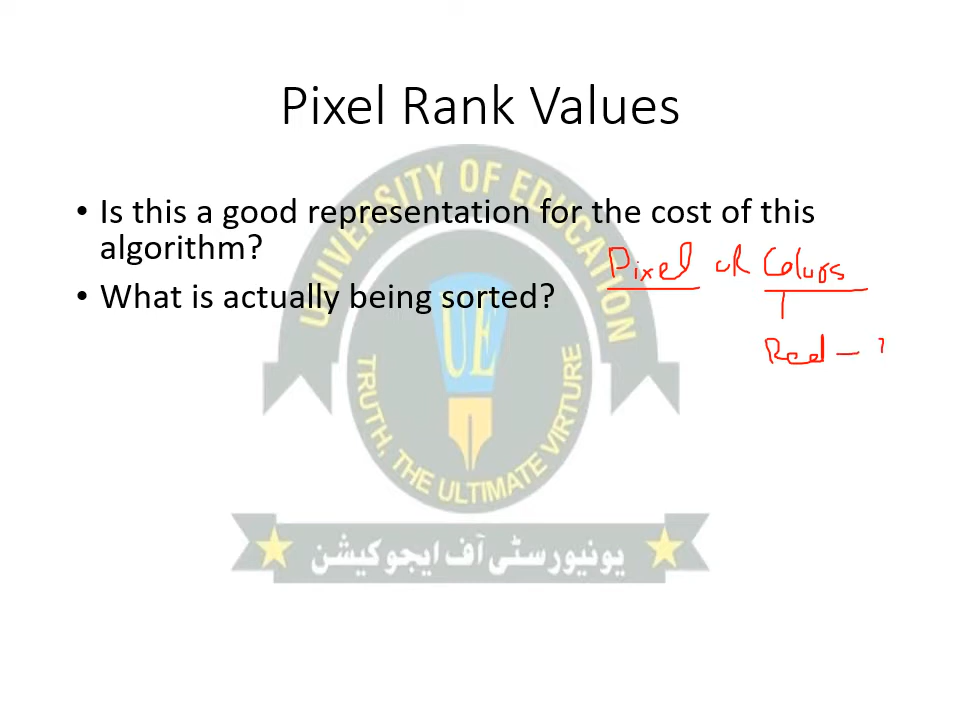 Pixel Rank Values
• Is this a good representation for the cost of this
algorithm?
Pixel or Colors
• What is actually being sorted?
Red –
UNIVERSITY OF EDUCATION
UE
TRUTH, THE ULTIMATE VIRTURE
یونیورسٹی آف ایجوکیشن